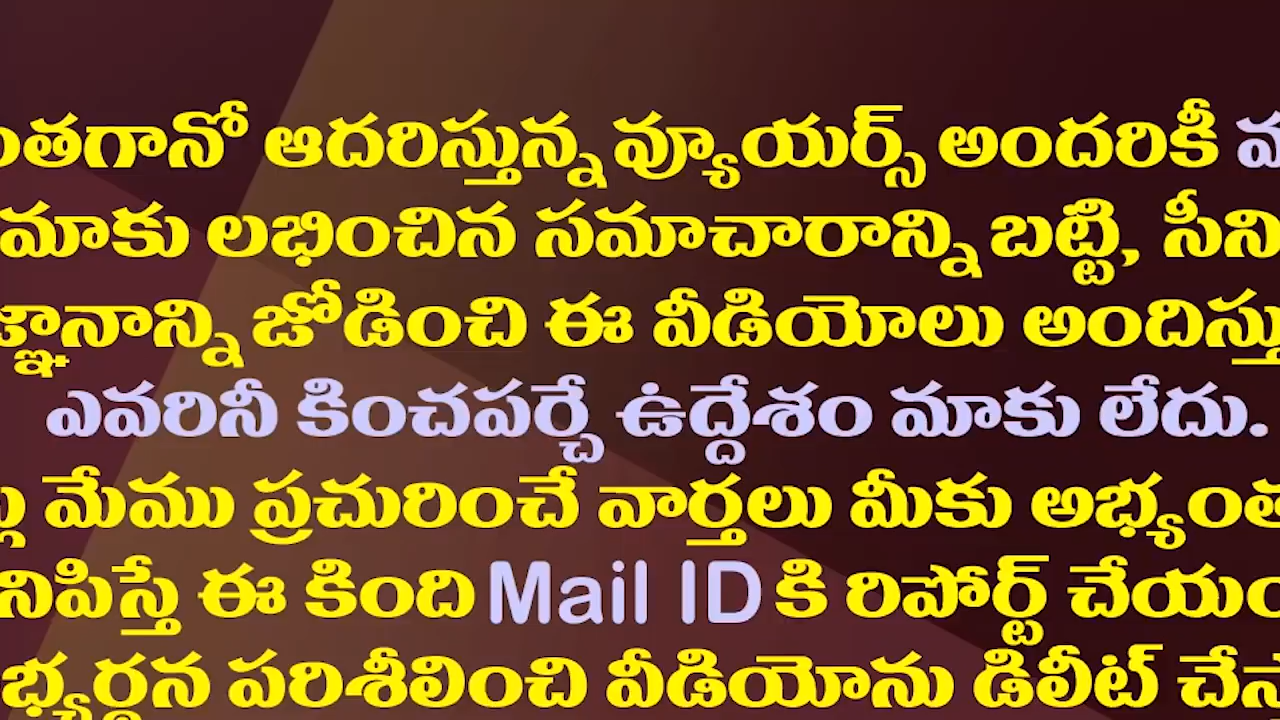 ఆదరిస్తున్న వ్యూయర్స్ అందరికీ
మాకు లభించిన సమాచారాన్ని బట్టి,
జోడించి ఈ వీడియోలు
ఎవరినీ కించపర్చే ఉద్దేశం మాకు లేదు.
మేము ప్రచురించే వార్తలు మీకు
ఈ కింది Mail ID కి రిపోర్ట్
పరిశీలించి వీడియోను డిలీట్